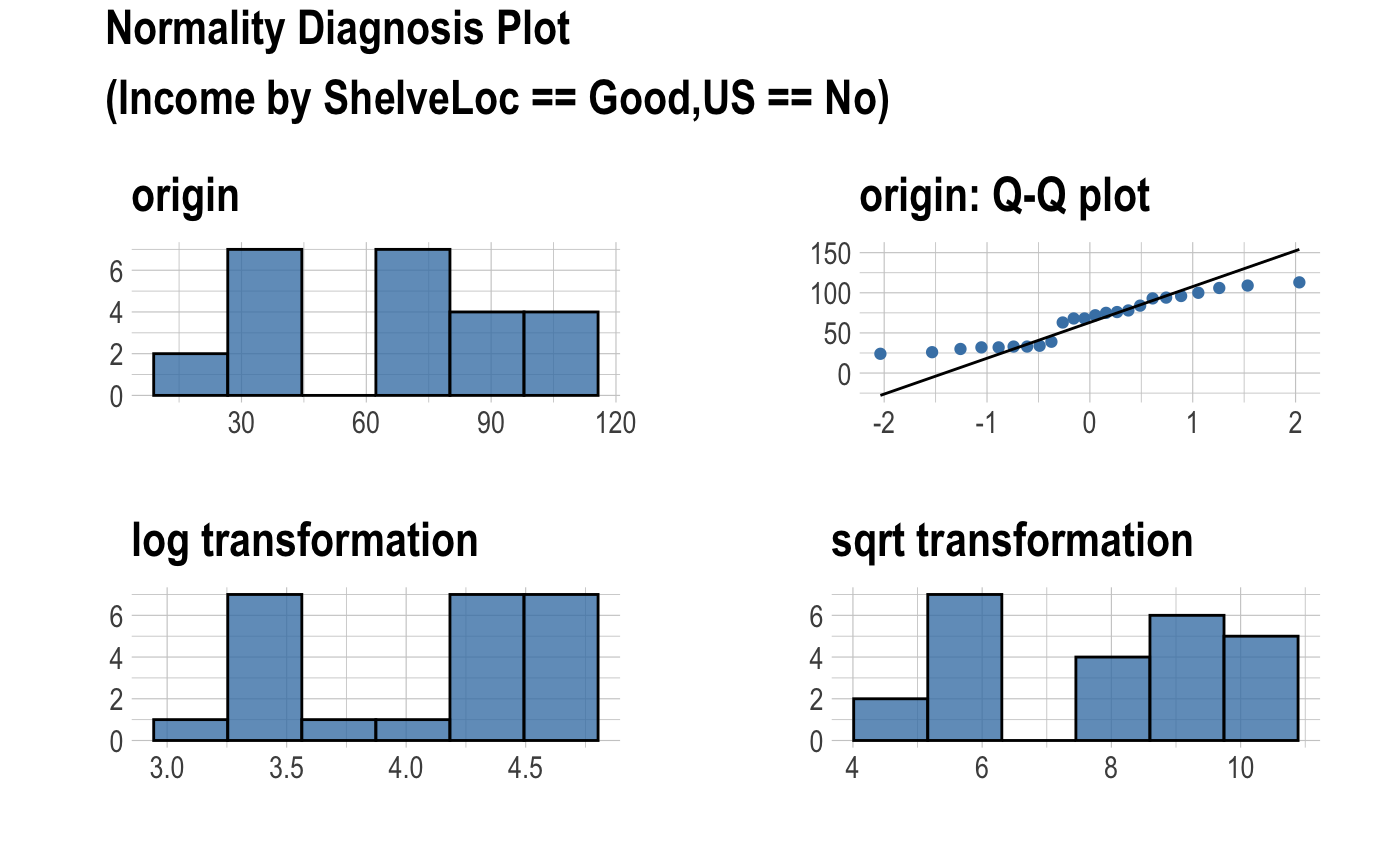 Normality Diagnosis Plot
(Income by ShelveLoc == Good,US == No)
origin
6
4
2
0
30 60 90 120
origin: Q-Q plot
150
100
50
0
-2 -1 0 1 2
log transformation
6
4
2
0
3.0 3.5 4.0 4.5
sqrt transformation
6
4
2
0
4 6 8 10